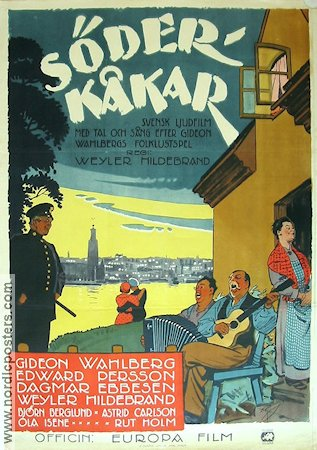 SÖDER-
KÅKAR
SVENSK LJUDFILM
MED TAL OCH SÅNG EFTER GIDEON
WAHLBERGS FOLKLUSTSPEL
REGI:
WEYLER HILDEBRAND
GIDEON WAHLBERG
EDWARD PERSSON
DAGMAR EBBESEN
WEYLER HILDEBRAND
BJÖRN BERGLUND × ASTRID CARLSON
OLA ISENE × × × × × RUT HOLM
OFFICIN: EUROPA FILM
© www.nordicposters.com